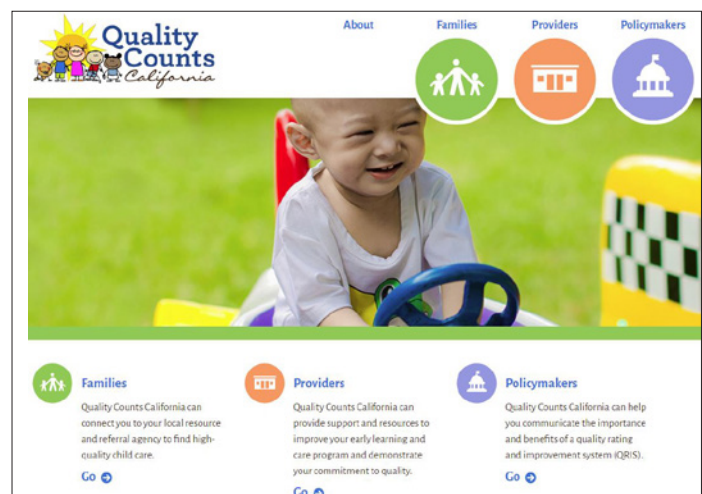 Quality
Counts
California
About
Families
Providers
Policymakers
Families
Quality Counts California can
connect you to your local resource
and referral agency to find high-
quality child care.
Go
Providers
Quality Counts California can
provide support and resources to
improve your early learning and
care program and demonstrate
your commitment to quality.
Go
Policymakers
Quality Counts California can help
you communicate the importance
and benefits of a quality rating
and improvement system (QRIS).
Go